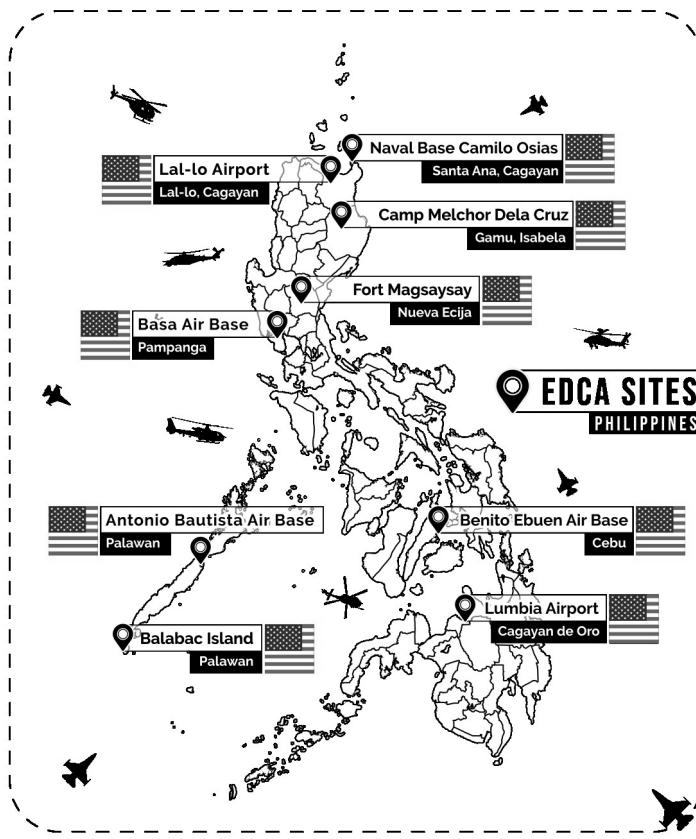 Naval Base Camilo Osias
Santa Ana, Cagayan
Lal-lo Airport
Lal-lo, Cagayan
Camp Melchor Dela Cruz
Gamu, Isabela
Fort Magsaysay
Nueva Ecija
Basa Air Base
Pampanga
EDCA SITES
PHILIPPINES
Antonio Bautista Air Base
Palawan
Benito Ebuen Air Base
Cebu
Lumbia Airport
Cagayan de Oro
Balabac Island
Palawan